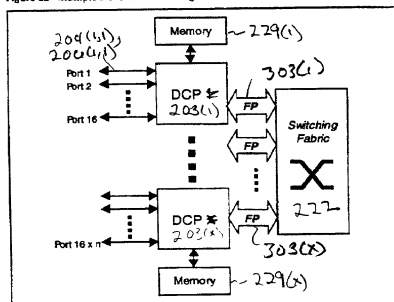 Memory
229(1)
204(1,1),
206(1,1)
Port 1
Port 2
Port 16
DCP
203(1)
303(1)
FP
FP
Switching
Fabric
222
DCP
203(x)
FP
303(x)
Port 16 x n
Memory
229(x)